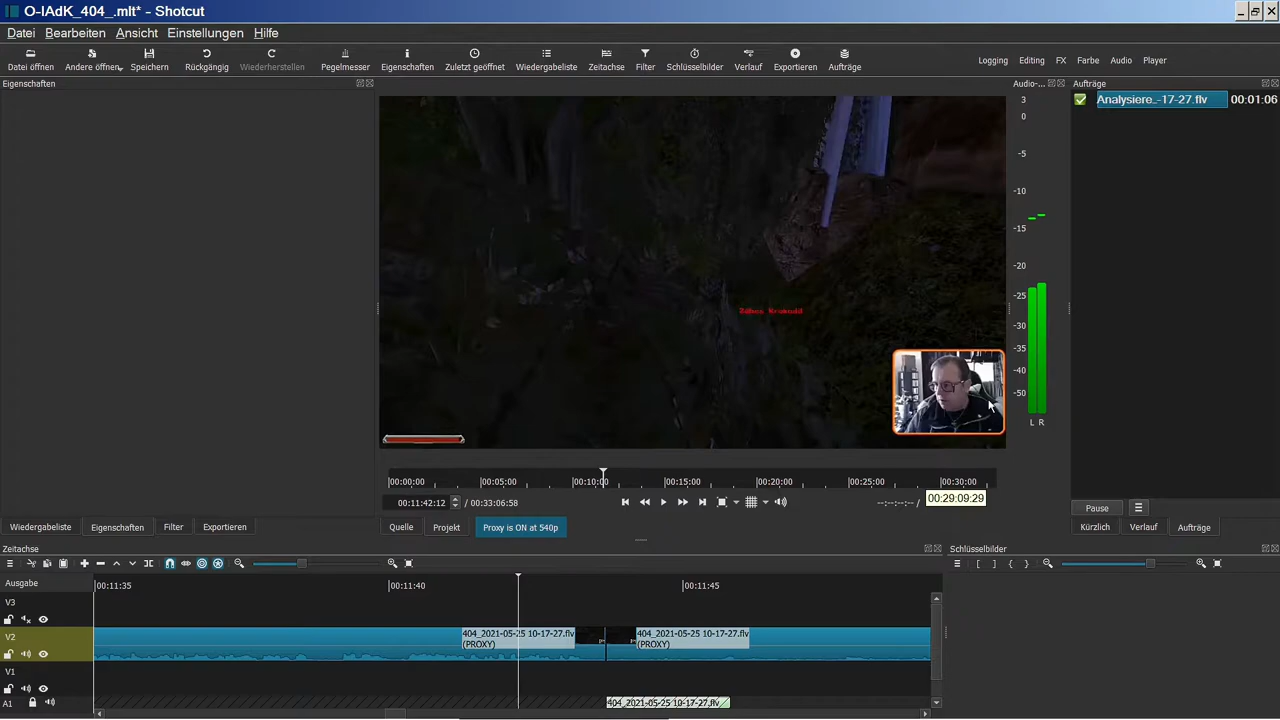 O-IAdK_404_.mlt* - Shotcut
Datei Bearbeiten Ansicht Einstellungen Hilfe
Datei öffnen Andere öffnen Speichern Rückgängig Wiederherstellen Pegelmesser Eigenschaften Zuletzt geöffnet Wiedergabeliste Zeitachse Filter Schlüsselbilder Verlauf Exportieren Aufträge
Logging Editing FX Farbe Audio Player
Eigenschaften
Audio-...
Aufträge
Analysiere..-17-27.flv 00:01:06
3
0
-5
-10
-15
-20
-25
-30
-35
-40
-50
L R
00:00:00 00:05:00 00:10:00 00:15:00 00:20:00 00:25:00 00:30:00
00:11:42:12 / 00:33:06:58
--:--:--:-- /
00:29:09:29
Pause
Wiedergabeliste Eigenschaften Filter Exportieren
Quelle Projekt Proxy is ON at 540p
Kürzlich Verlauf Aufträge
Zeitachse
Schlüsselbilder
Ausgabe
00:11:35 00:11:40 00:11:45
V3
V2
404_2021-05-25 10-17-27.flv
(PROXY)
404_2021-05-25 10-17-27.flv
(PROXY)
V1
A1
404_2021-05-25 10-17-27.flv